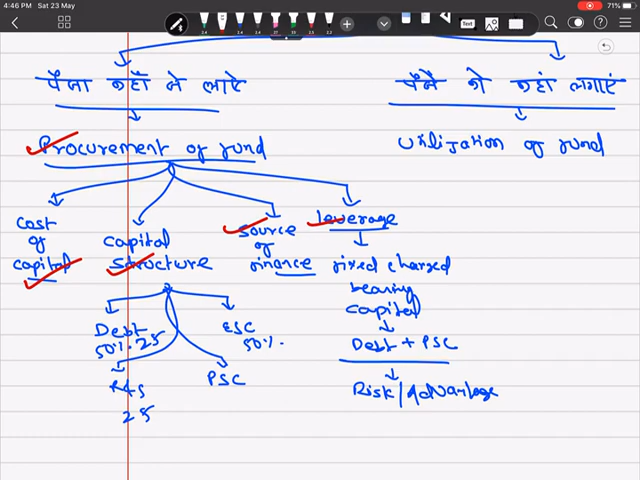 4:46 PM Sat 23 May
71%
पैसा कहाँ से लाऐ
पैसे को कहां लगाएं
Procurement of fund
Utilization of fund
Cost of capital
Capital Structure
Source of finance
leverage
fixed charged bearing capital
Debt
50%. 25
ESC
50%.
Debt + PSC
R&S
25
PSC
Risk/Advantage